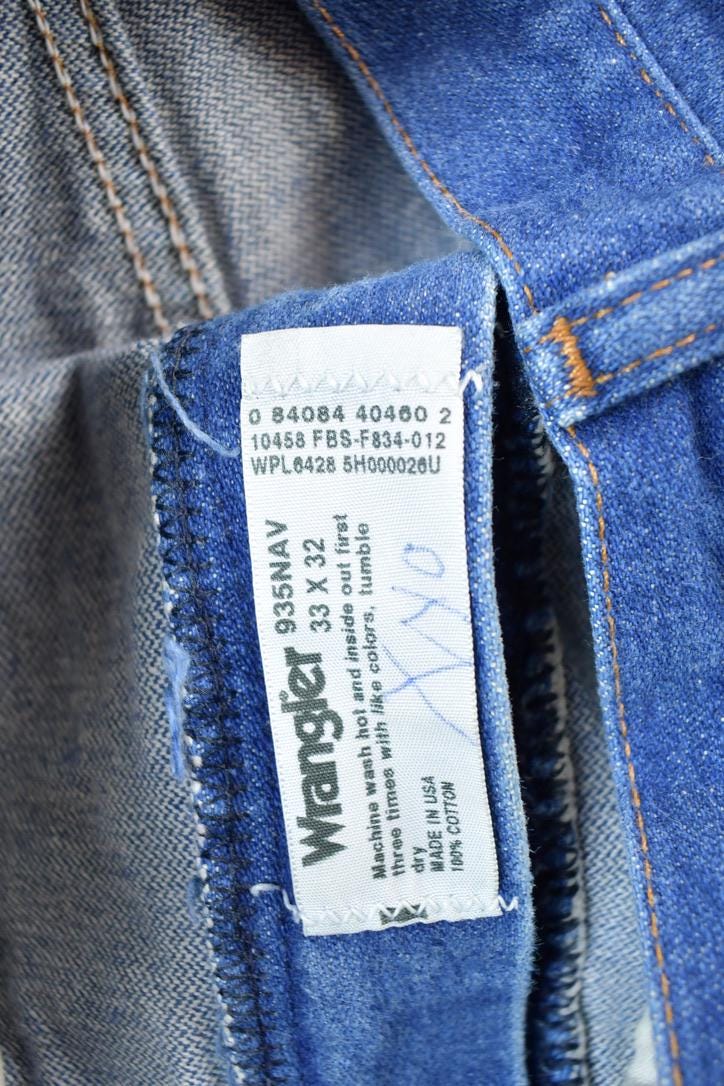 0 84084 40460 2
10458 FBS-F834-012
WPL6428 5H000026U
Wrangler 935NAV
33 X 32
Machine wash hot and inside out first
three times with like colors, tumble
dry
MADE IN USA
100% COTTON